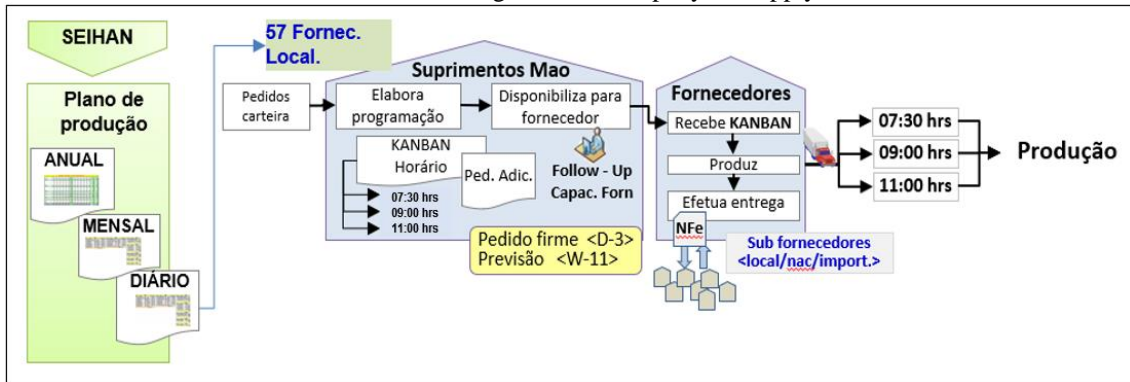 SEIHAN
Plano de
produção
ANUAL
MENSAL
DIÁRIO
57 Fornec.
Local.
Pedidos
carteira
Suprimentos Mao
Elabora
programação
Disponibiliza para
fornecedor
KANBAN
Horário
07:30 hrs
09:00 hrs
11:00 hrs
Ped. Adic.
Follow - Up
Capac. Forn
Pedido firme <D-3>
Previsão <W-11>
Fornecedores
Recebe KANBAN
Produz
Efetua entrega
NFe
Sub fornecedores
<local/nac/import.>
07:30 hrs
09:00 hrs
11:00 hrs
Produção